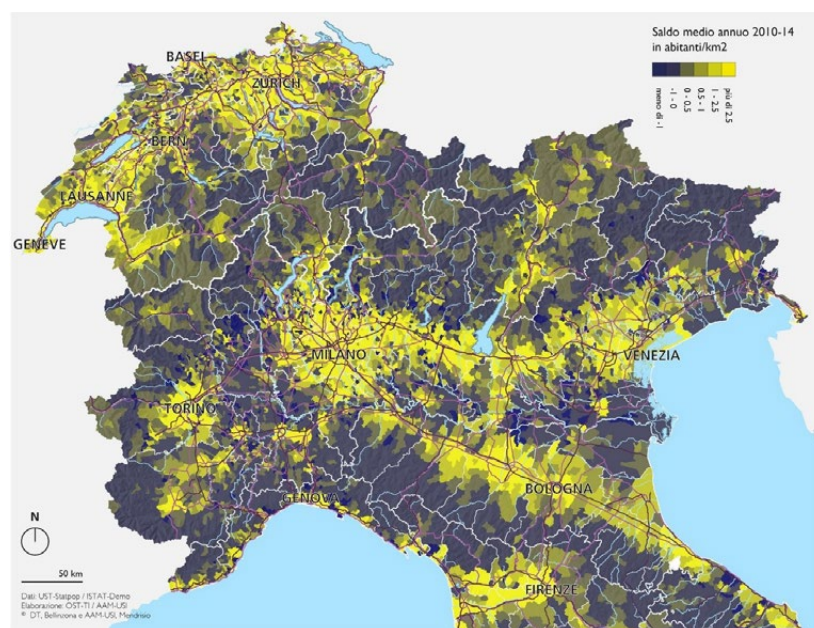 Saldo medio annuo 2010-14
in abitanti/km2
più di 2.5
1 - 2.5
0.5 - 1
0 - 0.5
-1 - 0
meno di -1
BASEL
ZÜRICH
BERN
LAUSANNE
GENEVE
MILANO
VENEZIA
TORINO
GENOVA
BOLOGNA
FIRENZE
N
50 km
Dati: UST-Statpop / ISTAT-Demo
Elaborazione: OST-TI / AAM-USI
© DT, Bellinzona e AAM-USI, Mendrisio